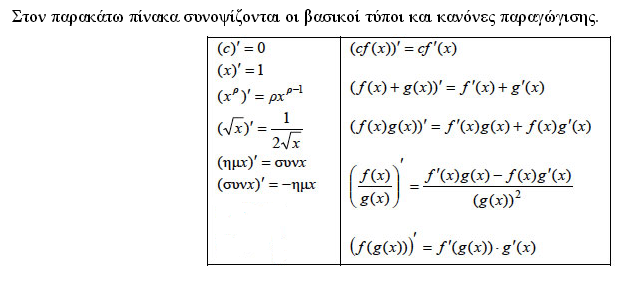 Στον παρακάτω πίνακα συνοψίζονται οι βασικοί τύποι και κανόνες παραγώγισης.
(c)′ = 0
(x)′ = 1
(x^ρ)′ = ρx^{ρ−1}
(√x)′ = 1/(2√x)
(ημx)′ = συνx
(συνx)′ = −ημx
(cf(x))′ = cf′(x)
(f(x) + g(x))′ = f′(x) + g′(x)
(f(x)g(x))′ = f′(x)g(x) + f(x)g′(x)
(f(x)/g(x))′ = (f′(x)g(x) − f(x)g′(x))/(g(x))²
(f(g(x)))′ = f′(g(x)) · g′(x)